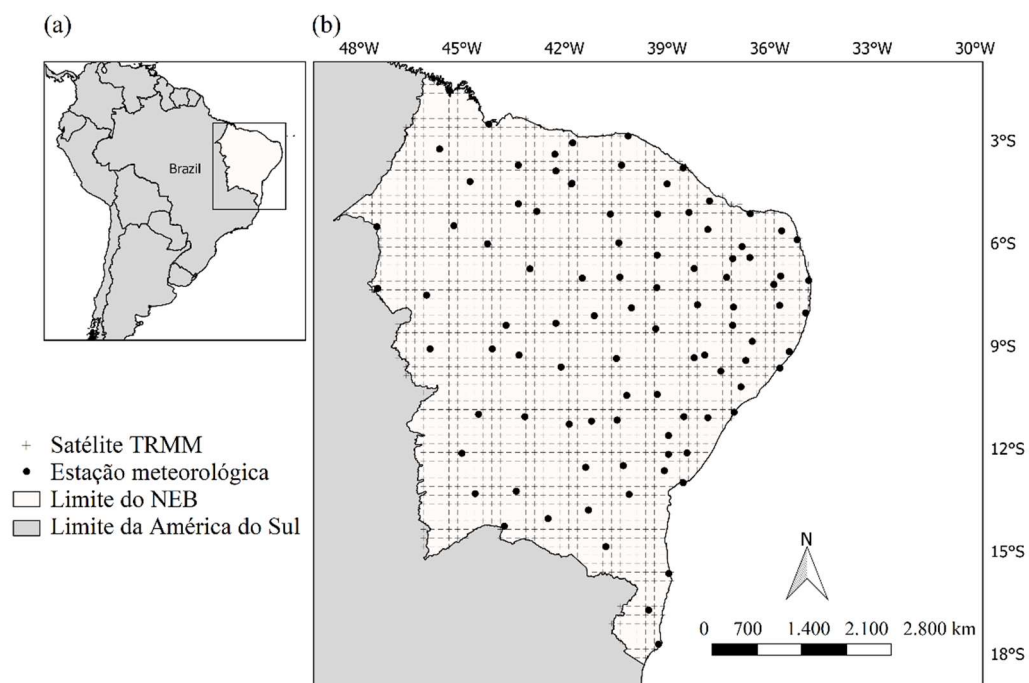 (a)
(b)
48°W 45°W 42°W 39°W 36°W 33°W 30°W
Brazil
3°S
6°S
9°S
12°S
15°S
18°S
Satélite TRMM
Estação meteorológica
Limite do NEB
Limite da América do Sul
N
0 700 1.400 2.100 2.800 km